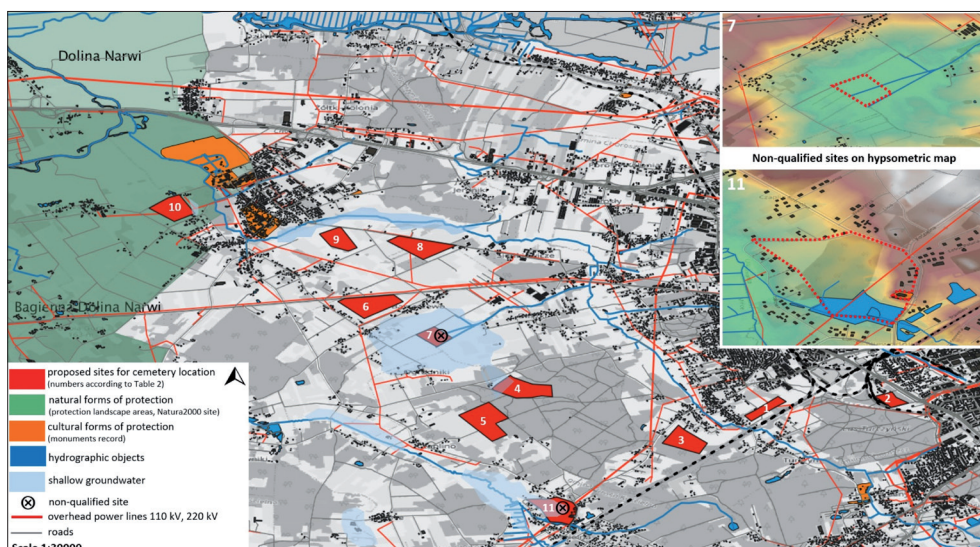 Dolina Narwi
7
Non-qualified sites on hypsometric map
11
10
9
8
Bagienna Dolina Narwi
6
7
4
5
3
1
2
11
proposed sites for cemetery location
(numbers according to Table 2)
natural forms of protection
(protection landscape areas, Natura2000 site)
cultural forms of protection
(monuments record)
hydrographic objects
shallow groundwater
non-qualified site
overhead power lines 110 kV, 220 kV
roads